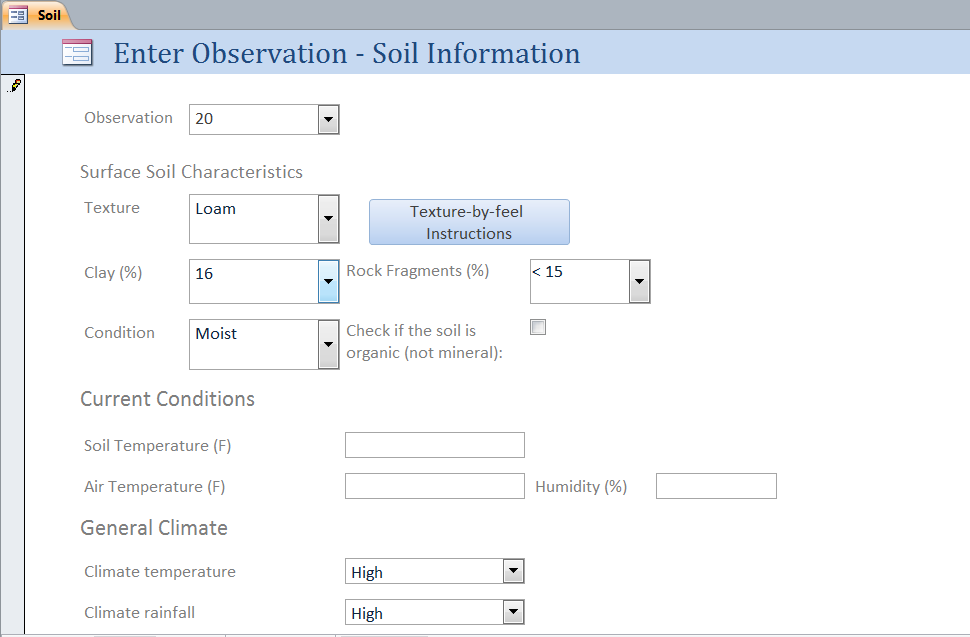 Soil
Enter Observation - Soil Information
Observation 20
Surface Soil Characteristics
Texture Loam
Texture-by-feel
Instructions
Clay (%) 16 Rock Fragments (%) < 15
Condition Moist Check if the soil is
organic (not mineral):
Current Conditions
Soil Temperature (F)
Air Temperature (F) Humidity (%)
General Climate
Climate temperature High
Climate rainfall High